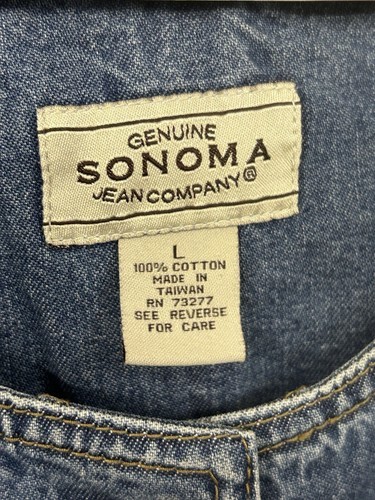 GENUINE
SONOMA
JEAN COMPANY®
L
100% COTTON
MADE IN
TAIWAN
RN 73277
SEE REVERSE
FOR CARE